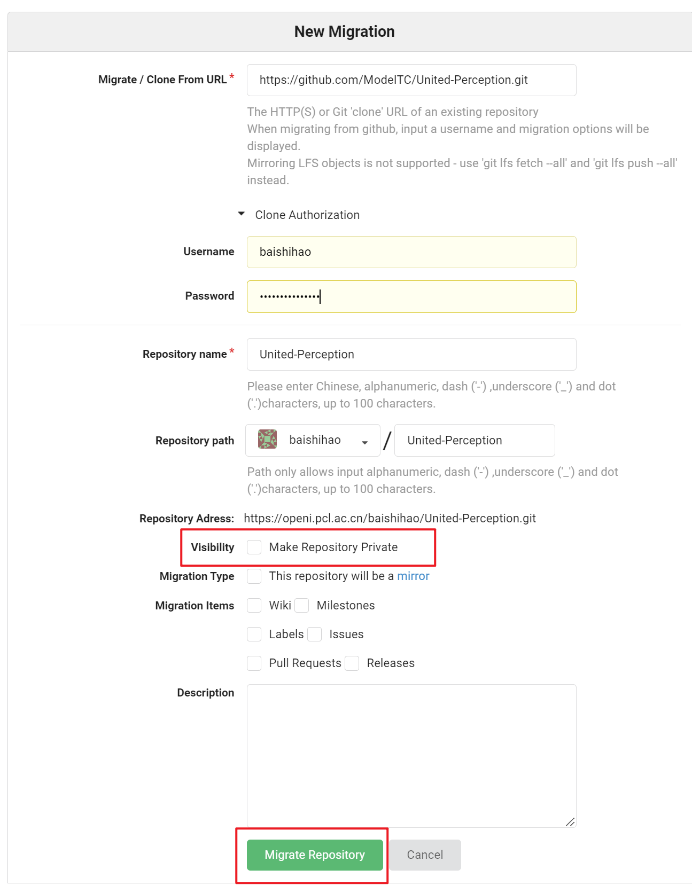 New Migration
Migrate / Clone From URL * https://github.com/ModelTC/United-Perception.git
The HTTP(S) or Git 'clone' URL of an existing repository
When migrating from github, input a username and migration options will be
displayed.
Mirroring LFS objects is not supported - use 'git lfs fetch --all' and 'git lfs push --all'
instead.
Clone Authorization
Username baishihao
Password •••••••••••••••
Repository name * United-Perception
Please enter Chinese, alphanumeric, dash ('-') ,underscore ('_') and dot
('.')characters, up to 100 characters.
Repository path baishihao / United-Perception
Path only allows input alphanumeric, dash ('-') ,underscore ('_') and dot
('.')characters, up to 100 characters.
Repository Adress: https://openi.pcl.ac.cn/baishihao/United-Perception.git
Visibility Make Repository Private
Migration Type This repository will be a mirror
Migration Items Wiki Milestones
Labels Issues
Pull Requests Releases
Description
Migrate Repository Cancel